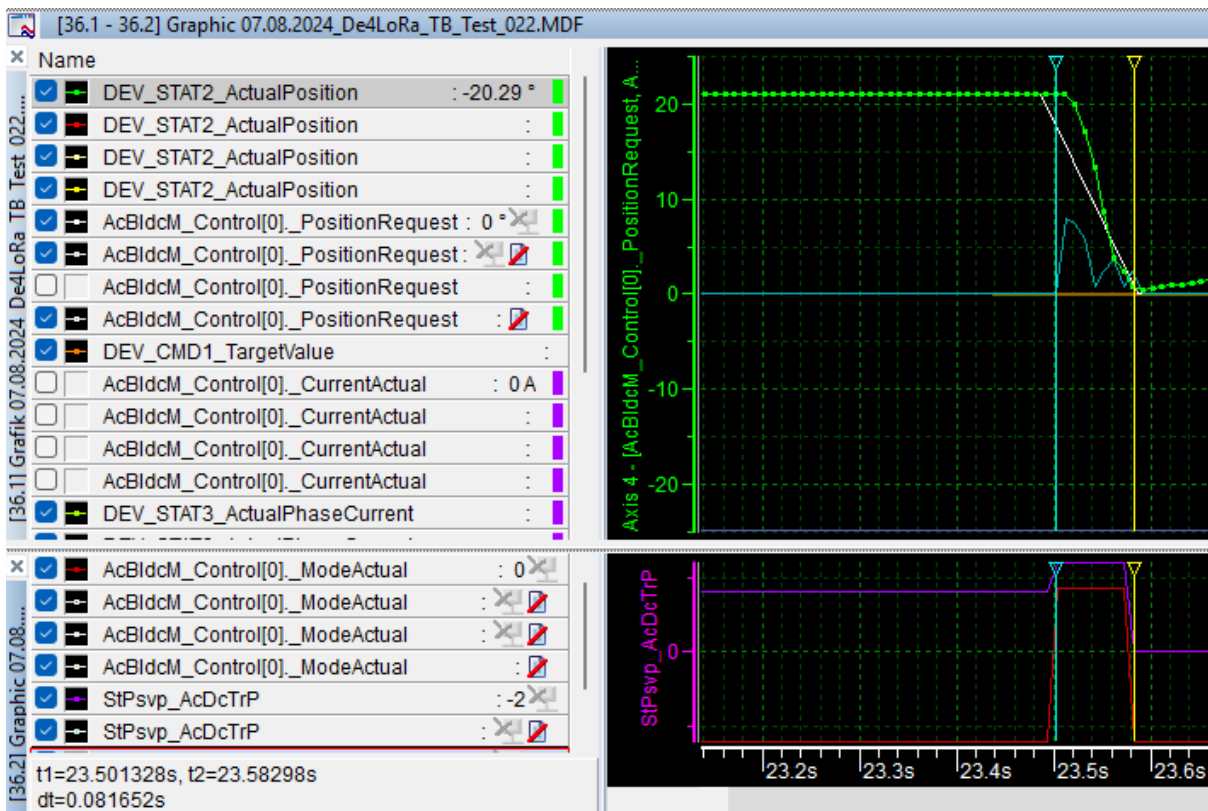 [36.1 - 36.2] Graphic 07.08.2024_De4LoRa_TB_Test_022.MDF
Name
DEV_STAT2_ActualPosition : -20.29 °
DEV_STAT2_ActualPosition :
DEV_STAT2_ActualPosition :
DEV_STAT2_ActualPosition :
AcBldcM_Control[0]._PositionRequest : 0 °
AcBldcM_Control[0]._PositionRequest :
AcBldcM_Control[0]._PositionRequest
AcBldcM_Control[0]._PositionRequest :
DEV_CMD1_TargetValue :
AcBldcM_Control[0]._CurrentActual : 0 A
AcBldcM_Control[0]._CurrentActual :
AcBldcM_Control[0]._CurrentActual :
AcBldcM_Control[0]._CurrentActual :
DEV_STAT3_ActualPhaseCurrent :
[36.1] Grafik 07.08.2024 De4LoRa TB Test 022....
Axis 4 - [AcBldcM_Control[0]._PositionRequest, A...
20
10
0
-10
-20
AcBldcM_Control[0]._ModeActual : 0
AcBldcM_Control[0]._ModeActual :
AcBldcM_Control[0]._ModeActual :
AcBldcM_Control[0]._ModeActual :
StPsvp_AcDcTrP : -2
StPsvp_AcDcTrP :
[36.2] Graphic 07.08....
StPsvp_AcDcTrP
0
23.2s 23.3s 23.4s 23.5s 23.6s
t1=23.501328s, t2=23.58298s
dt=0.081652s